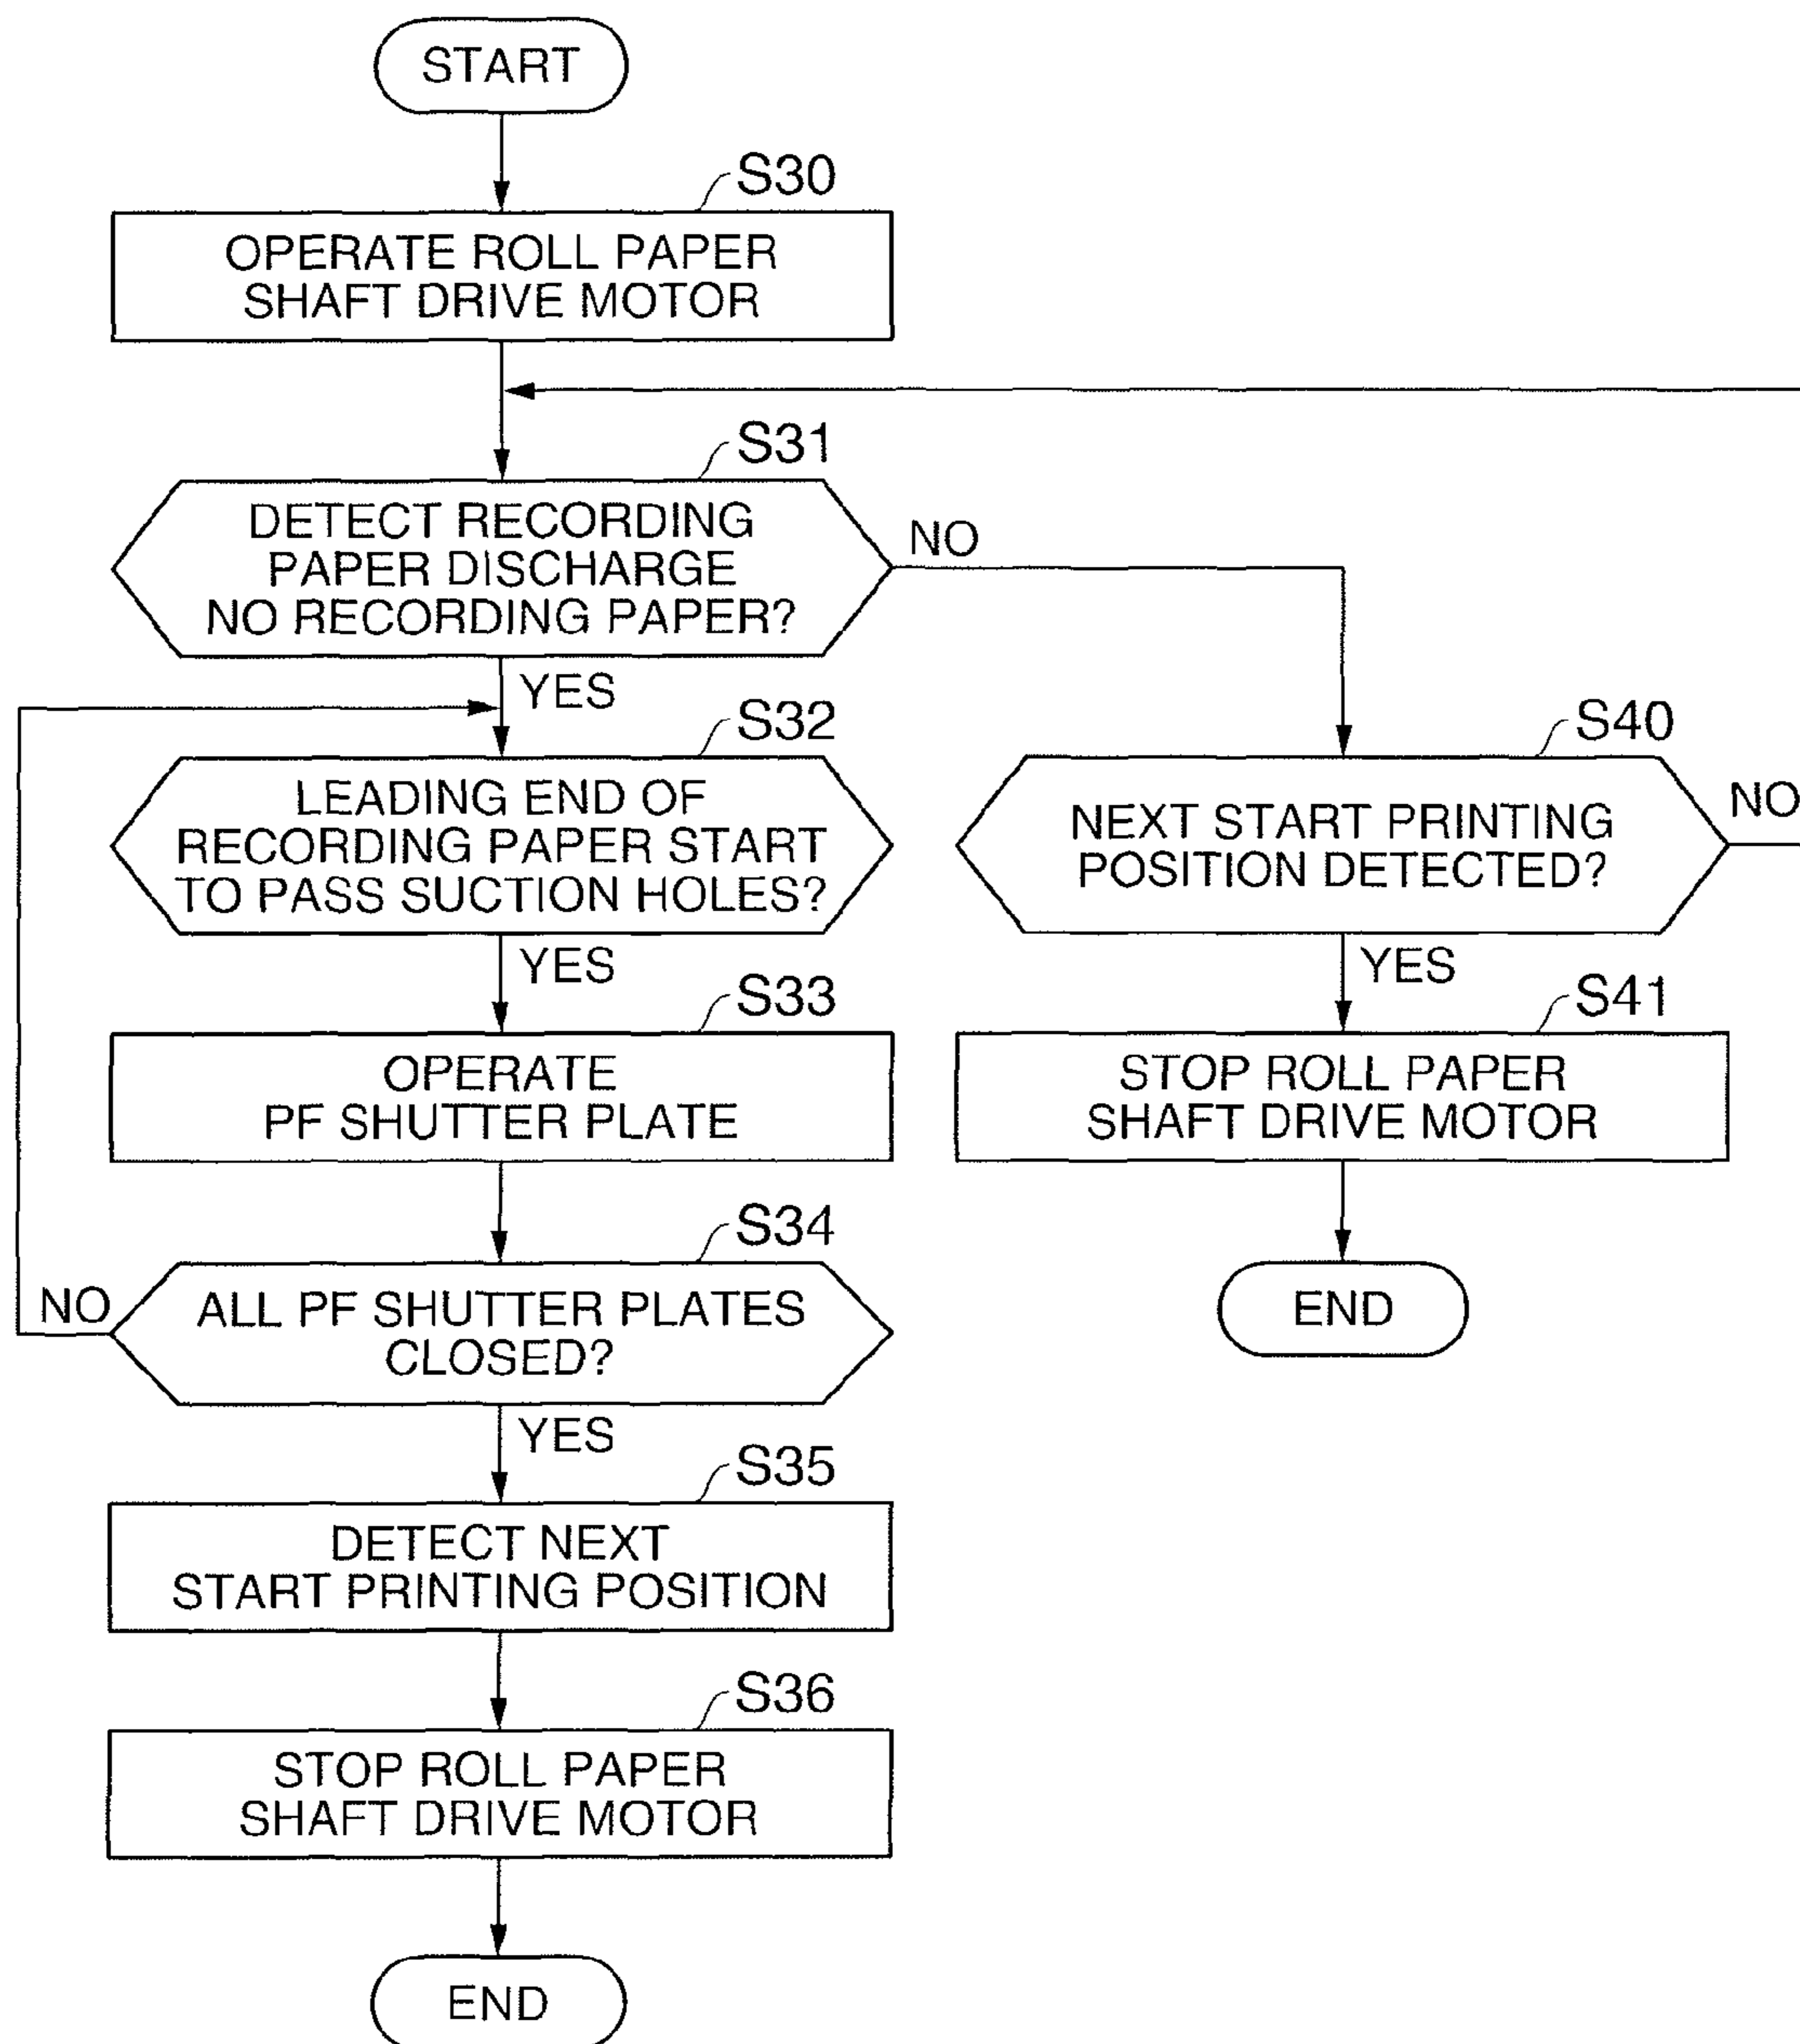 START
S30
OPERATE ROLL PAPER
SHAFT DRIVE MOTOR
S31
DETECT RECORDING
PAPER DISCHARGE
NO RECORDING PAPER?
NO
YES
S32
LEADING END OF
RECORDING PAPER START
TO PASS SUCTION HOLES?
YES
S33
OPERATE
PF SHUTTER PLATE
S34
ALL PF SHUTTER PLATES
CLOSED?
NO
YES
S35
DETECT NEXT
START PRINTING POSITION
S36
STOP ROLL PAPER
SHAFT DRIVE MOTOR
END
S40
NEXT START PRINTING
POSITION DETECTED?
NO
YES
S41
STOP ROLL PAPER
SHAFT DRIVE MOTOR
END